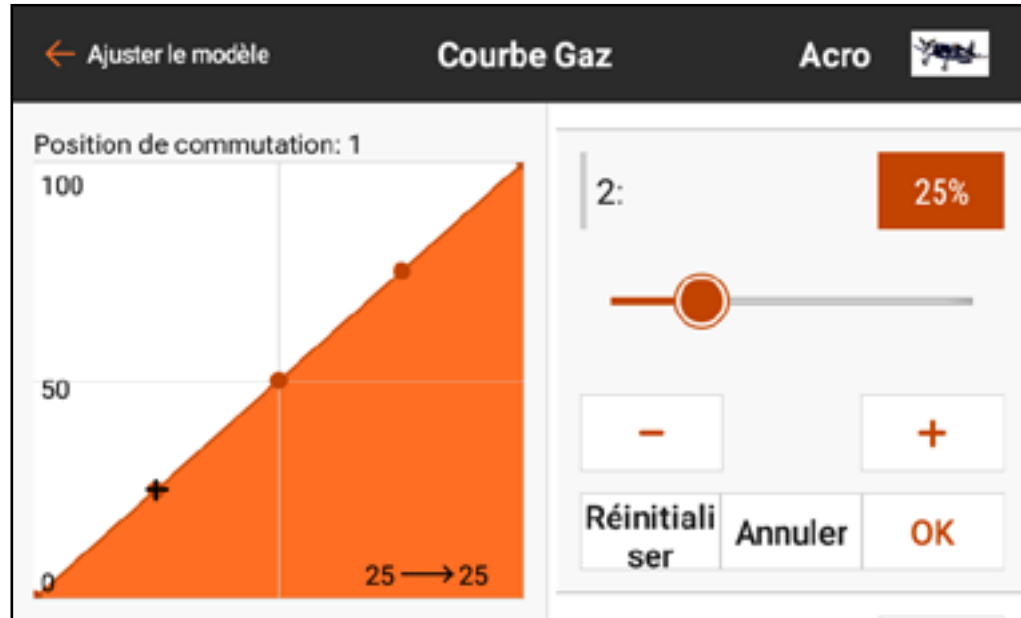 ← Ajuster le modèle
Courbe Gaz
Acro
Position de commutation: 1
100
50
0
25 → 25
2:
25%
−
+
Réinitiali
ser
Annuler
OK